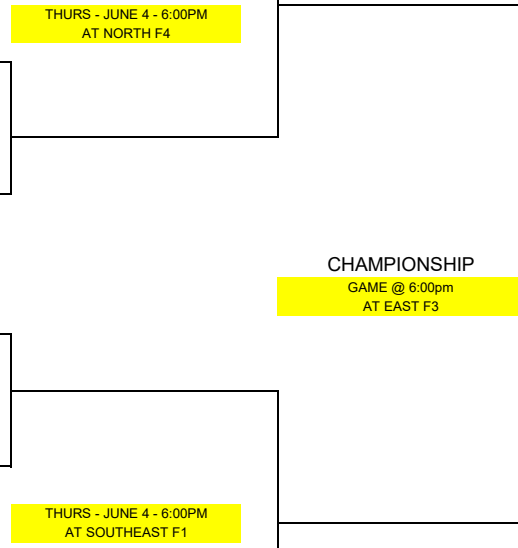 THURS - JUNE 4 - 6:00PM
AT NORTH F4
CHAMPIONSHIP
GAME @ 6:00pm
AT EAST F3
THURS - JUNE 4 - 6:00PM
AT SOUTHEAST F1